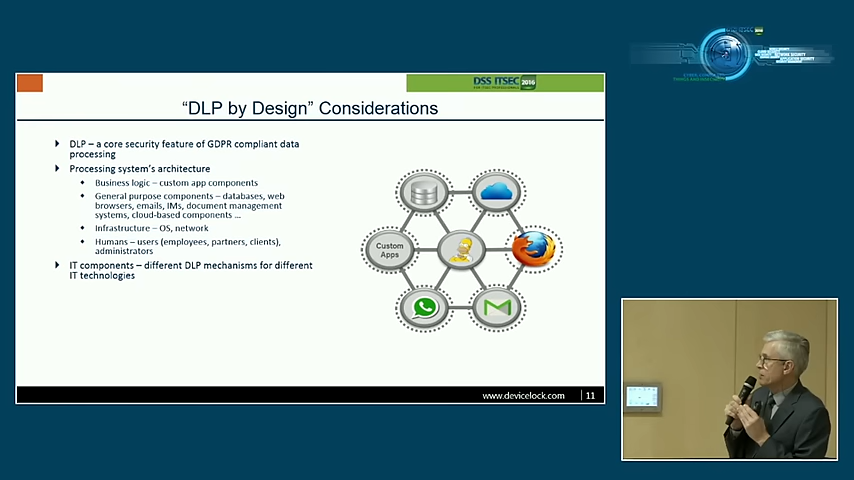 DSS ITSEC 2016
"DLP by Design" Considerations
DLP – a core security feature of GDPR compliant data
processing
Processing system's architecture
Business logic – custom app components
General purpose components – databases, web
browsers, emails, IMs, document management
systems, cloud-based components ...
Infrastructure – OS, network
Humans – users (employees, partners, clients),
administrators
IT components – different DLP mechanisms for different
IT technologies
Custom
Apps
www.devicelock.com
11